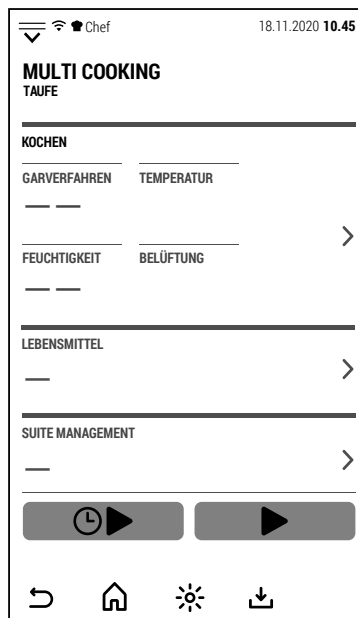 Chef 18.11.2020 10.45
MULTI COOKING
TAUFE
KOCHEN
GARVERFAHREN TEMPERATUR
— —
FEUCHTIGKEIT BELÜFTUNG
— —
LEBENSMITTEL
—
SUITE MANAGEMENT
—